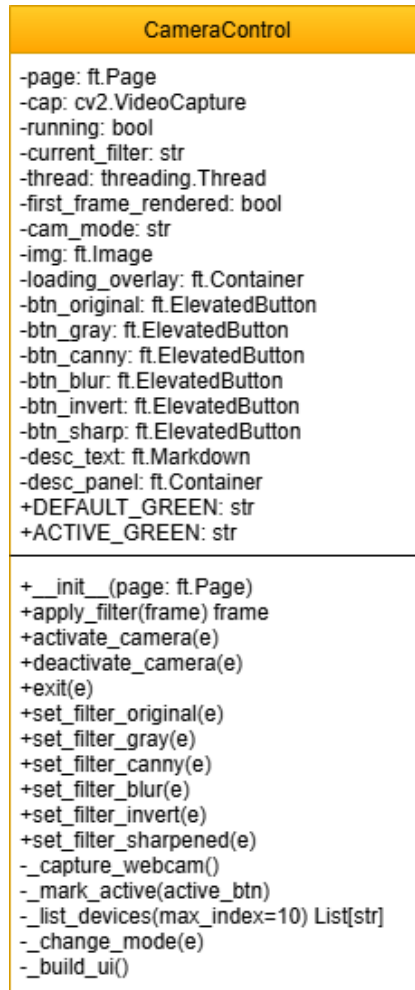 CameraControl
-page: ft.Page
-cap: cv2.VideoCapture
-running: bool
-current_filter: str
-thread: threading.Thread
-first_frame_rendered: bool
-cam_mode: str
-img: ft.Image
-loading_overlay: ft.Container
-btn_original: ft.ElevatedButton
-btn_gray: ft.ElevatedButton
-btn_canny: ft.ElevatedButton
-btn_blur: ft.ElevatedButton
-btn_invert: ft.ElevatedButton
-btn_sharp: ft.ElevatedButton
-desc_text: ft.Markdown
-desc_panel: ft.Container
+DEFAULT_GREEN: str
+ACTIVE_GREEN: str
+__init__(page: ft.Page)
+apply_filter(frame) frame
+activate_camera(e)
+deactivate_camera(e)
+exit(e)
+set_filter_original(e)
+set_filter_gray(e)
+set_filter_canny(e)
+set_filter_blur(e)
+set_filter_invert(e)
+set_filter_sharpened(e)
-_capture_webcam()
-_mark_active(active_btn)
-_list_devices(max_index=10) List[str]
-_change_mode(e)
-_build_ui()